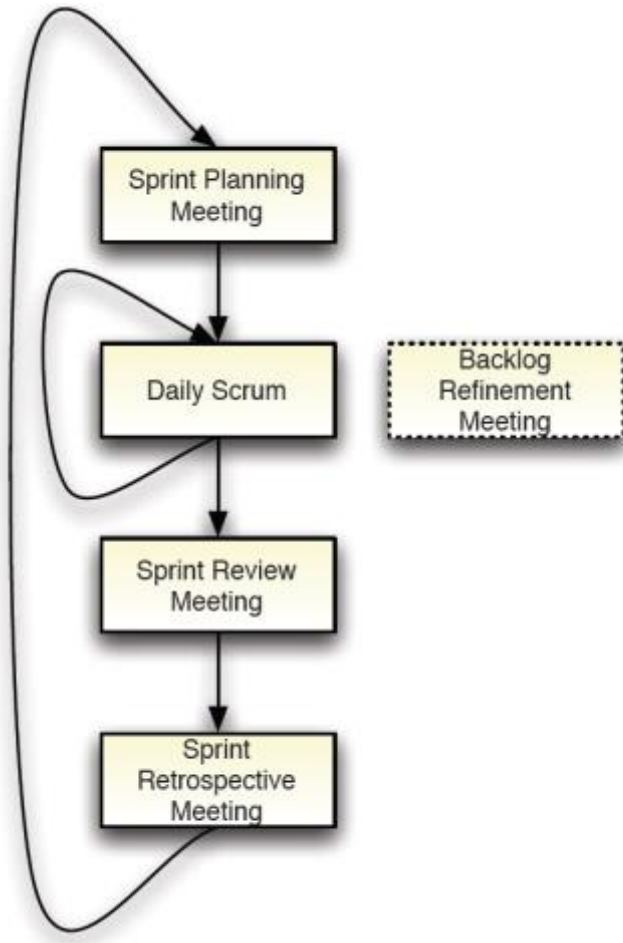 Sprint Planning
Meeting
Daily Scrum
Backlog
Refinement
Meeting
Sprint Review
Meeting
Sprint
Retrospective
Meeting